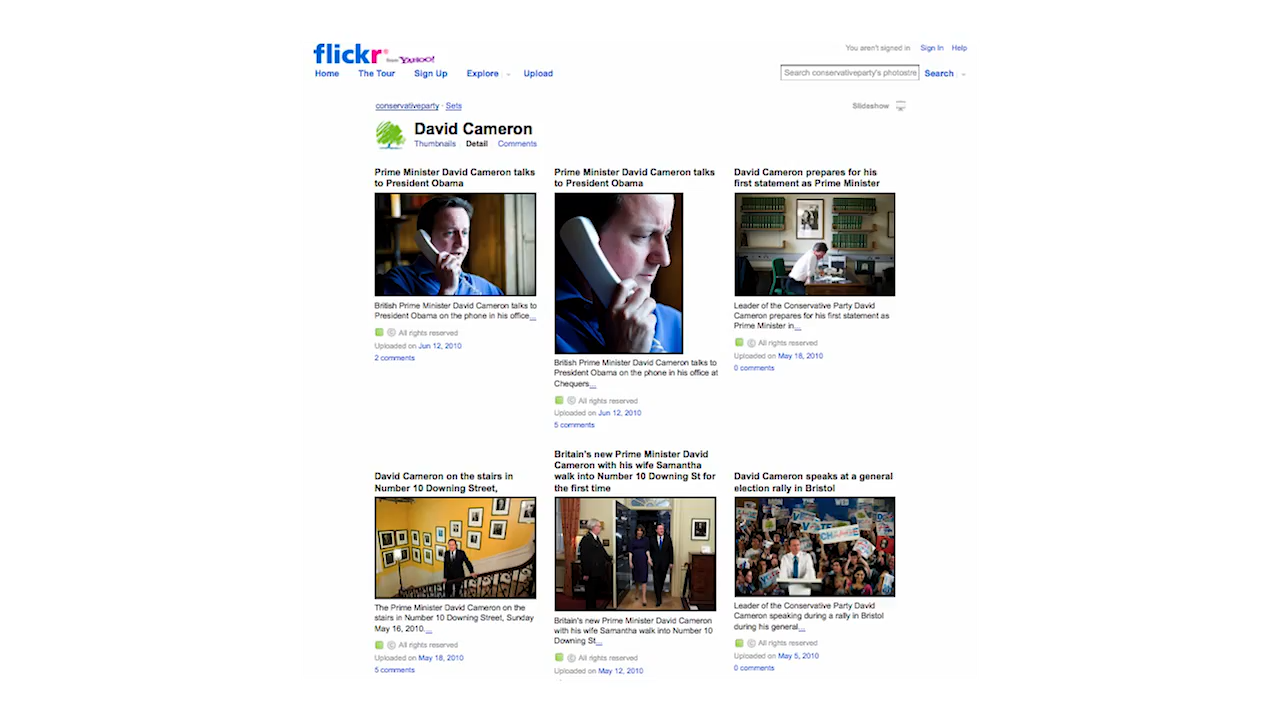 flickr from YAHOO!
You aren't signed in Sign In Help
Home The Tour Sign Up Explore Upload
Search conservativeparty's photostre Search
conservativeparty · Sets
Slideshow
David Cameron
Thumbnails Detail Comments
Prime Minister David Cameron talks
to President Obama
British Prime Minister David Cameron talks to
President Obama on the phone in his office...
© All rights reserved
Uploaded on Jun 12, 2010
2 comments
Prime Minister David Cameron talks
to President Obama
British Prime Minister David Cameron talks to
President Obama on the phone in his office at
Chequers...
© All rights reserved
Uploaded on Jun 12, 2010
5 comments
David Cameron prepares for his
first statement as Prime Minister
Leader of the Conservative Party David
Cameron prepares for his first statement as
Prime Minister in...
© All rights reserved
Uploaded on May 18, 2010
0 comments
David Cameron on the stairs in
Number 10 Downing Street,
The Prime Minister David Cameron on the
stairs in Number 10 Downing Street, Sunday
May 16, 2010....
© All rights reserved
Uploaded on May 18, 2010
5 comments
Britain's new Prime Minister David
Cameron with his wife Samantha
walk into Number 10 Downing St for
the first time
Britain's new Prime Minister David Cameron
with his wife Samantha walk into Number 10
Downing St...
© All rights reserved
Uploaded on May 12, 2010
David Cameron speaks at a general
election rally in Bristol
VOTE
CHANGE
Leader of the Conservative Party David
Cameron speaking during a rally in Bristol
during his general...
© All rights reserved
Uploaded on May 5, 2010
0 comments